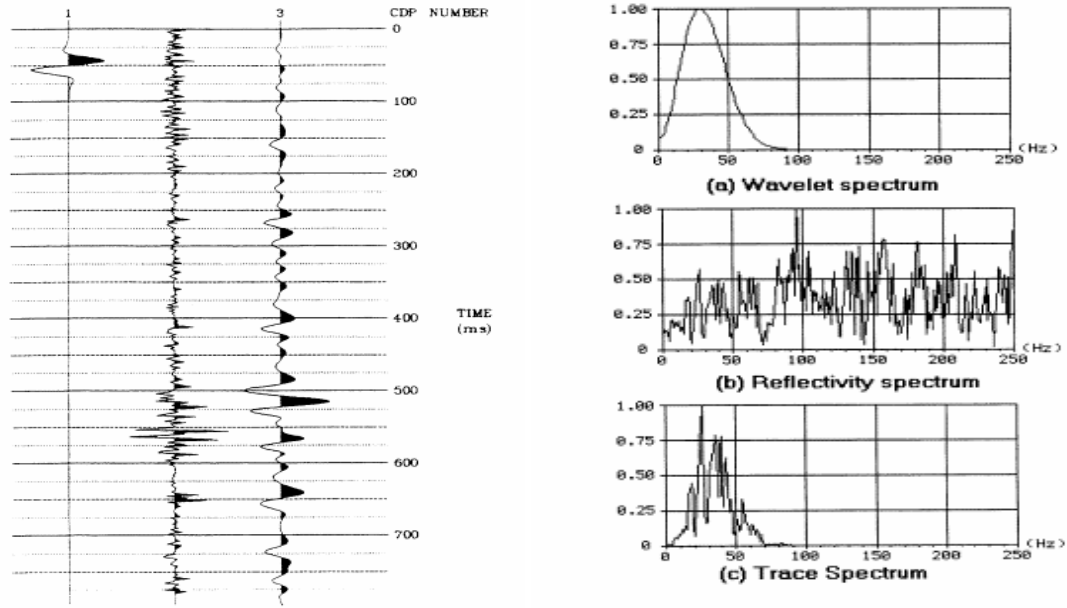 1 3 CDP NUMBER
0
100
200
300
400
500
600
700
TIME
(ms)
1.00
0.75
0.50
0.25
0
0 50 100 150 200 250 (Hz)
(a) Wavelet spectrum
1.00
0.75
0.50
0.25
0
0 50 100 150 200 250 (Hz)
(b) Reflectivity spectrum
1.00
0.75
0.50
0.25
0
0 50 100 150 200 250 (Hz)
(c) Trace Spectrum